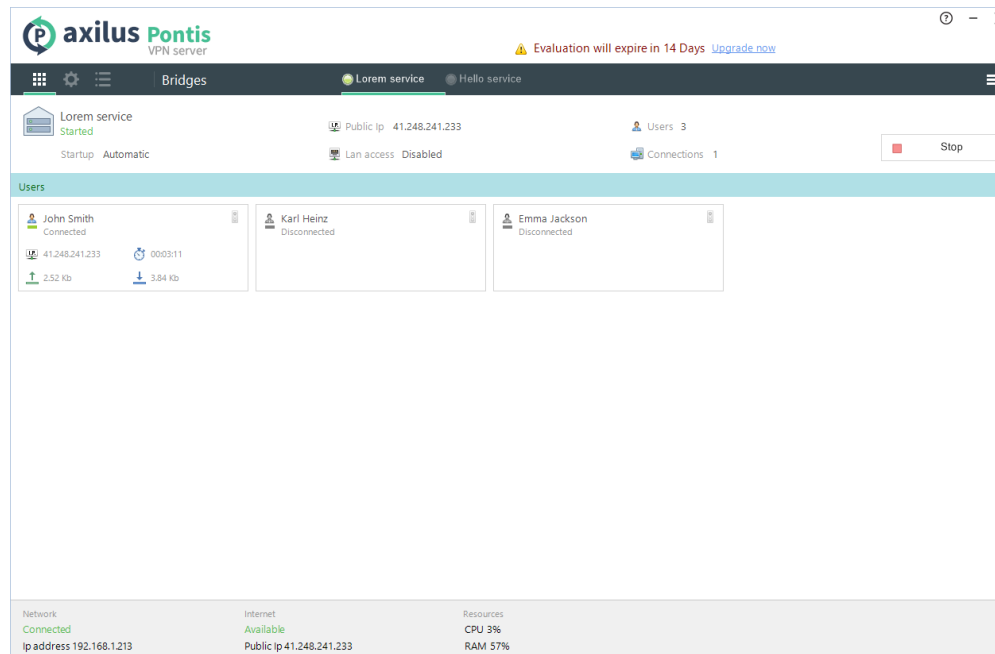 axilus Pontis
VPN server
Evaluation will expire in 14 Days Upgrade now
Bridges Lorem service Hello service
Lorem service
Started
Public Ip 41.248.241.233 Users 3
Stop
Startup Automatic Lan access Disabled Connections 1
Users
John Smith Karl Heinz Emma Jackson
Connected Disconnected Disconnected
41.248.241.233 00:03:11
2.52 Kb 3.84 Kb
Network Internet Resources
Connected Available CPU 3%
Ip address 192.168.1.213 Public Ip 41.248.241.233 RAM 57%